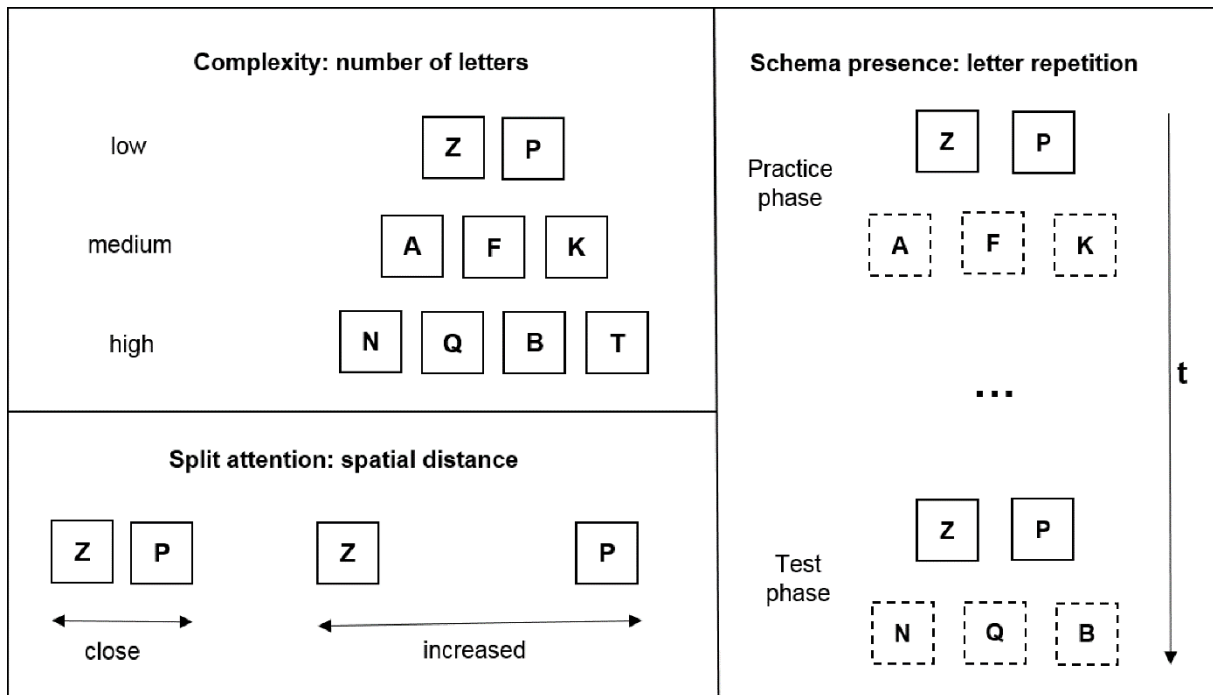 Complexity: number of letters
low
Z P
medium
A F K
high
N Q B T
Split attention: spatial distance
Z P Z P
close increased
Schema presence: letter repetition
Z P
Practice
phase
A F K
...
t
Z P
Test
phase
N Q B